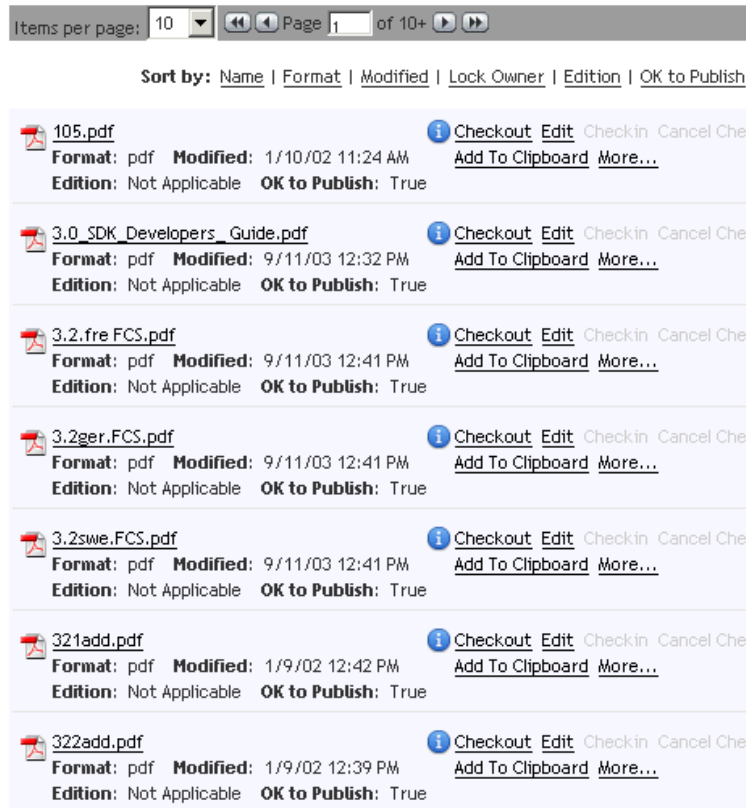 Items per page: 10 Page 1 of 10+
Sort by: Name | Format | Modified | Lock Owner | Edition | OK to Publish
105.pdf Checkout Edit Checkin Cancel Che
Format: pdf Modified: 1/10/02 11:24 AM Add To Clipboard More...
Edition: Not Applicable OK to Publish: True
3.0_SDK_Developers_ Guide.pdf Checkout Edit Checkin Cancel Che
Format: pdf Modified: 9/11/03 12:32 PM Add To Clipboard More...
Edition: Not Applicable OK to Publish: True
3.2.fre FCS.pdf Checkout Edit Checkin Cancel Che
Format: pdf Modified: 9/11/03 12:41 PM Add To Clipboard More...
Edition: Not Applicable OK to Publish: True
3.2ger.FCS.pdf Checkout Edit Checkin Cancel Che
Format: pdf Modified: 9/11/03 12:41 PM Add To Clipboard More...
Edition: Not Applicable OK to Publish: True
3.2swe.FCS.pdf Checkout Edit Checkin Cancel Che
Format: pdf Modified: 9/11/03 12:41 PM Add To Clipboard More...
Edition: Not Applicable OK to Publish: True
321add.pdf Checkout Edit Checkin Cancel Che
Format: pdf Modified: 1/9/02 12:42 PM Add To Clipboard More...
Edition: Not Applicable OK to Publish: True
322add.pdf Checkout Edit Checkin Cancel Che
Format: pdf Modified: 1/9/02 12:39 PM Add To Clipboard More...
Edition: Not Applicable OK to Publish: True